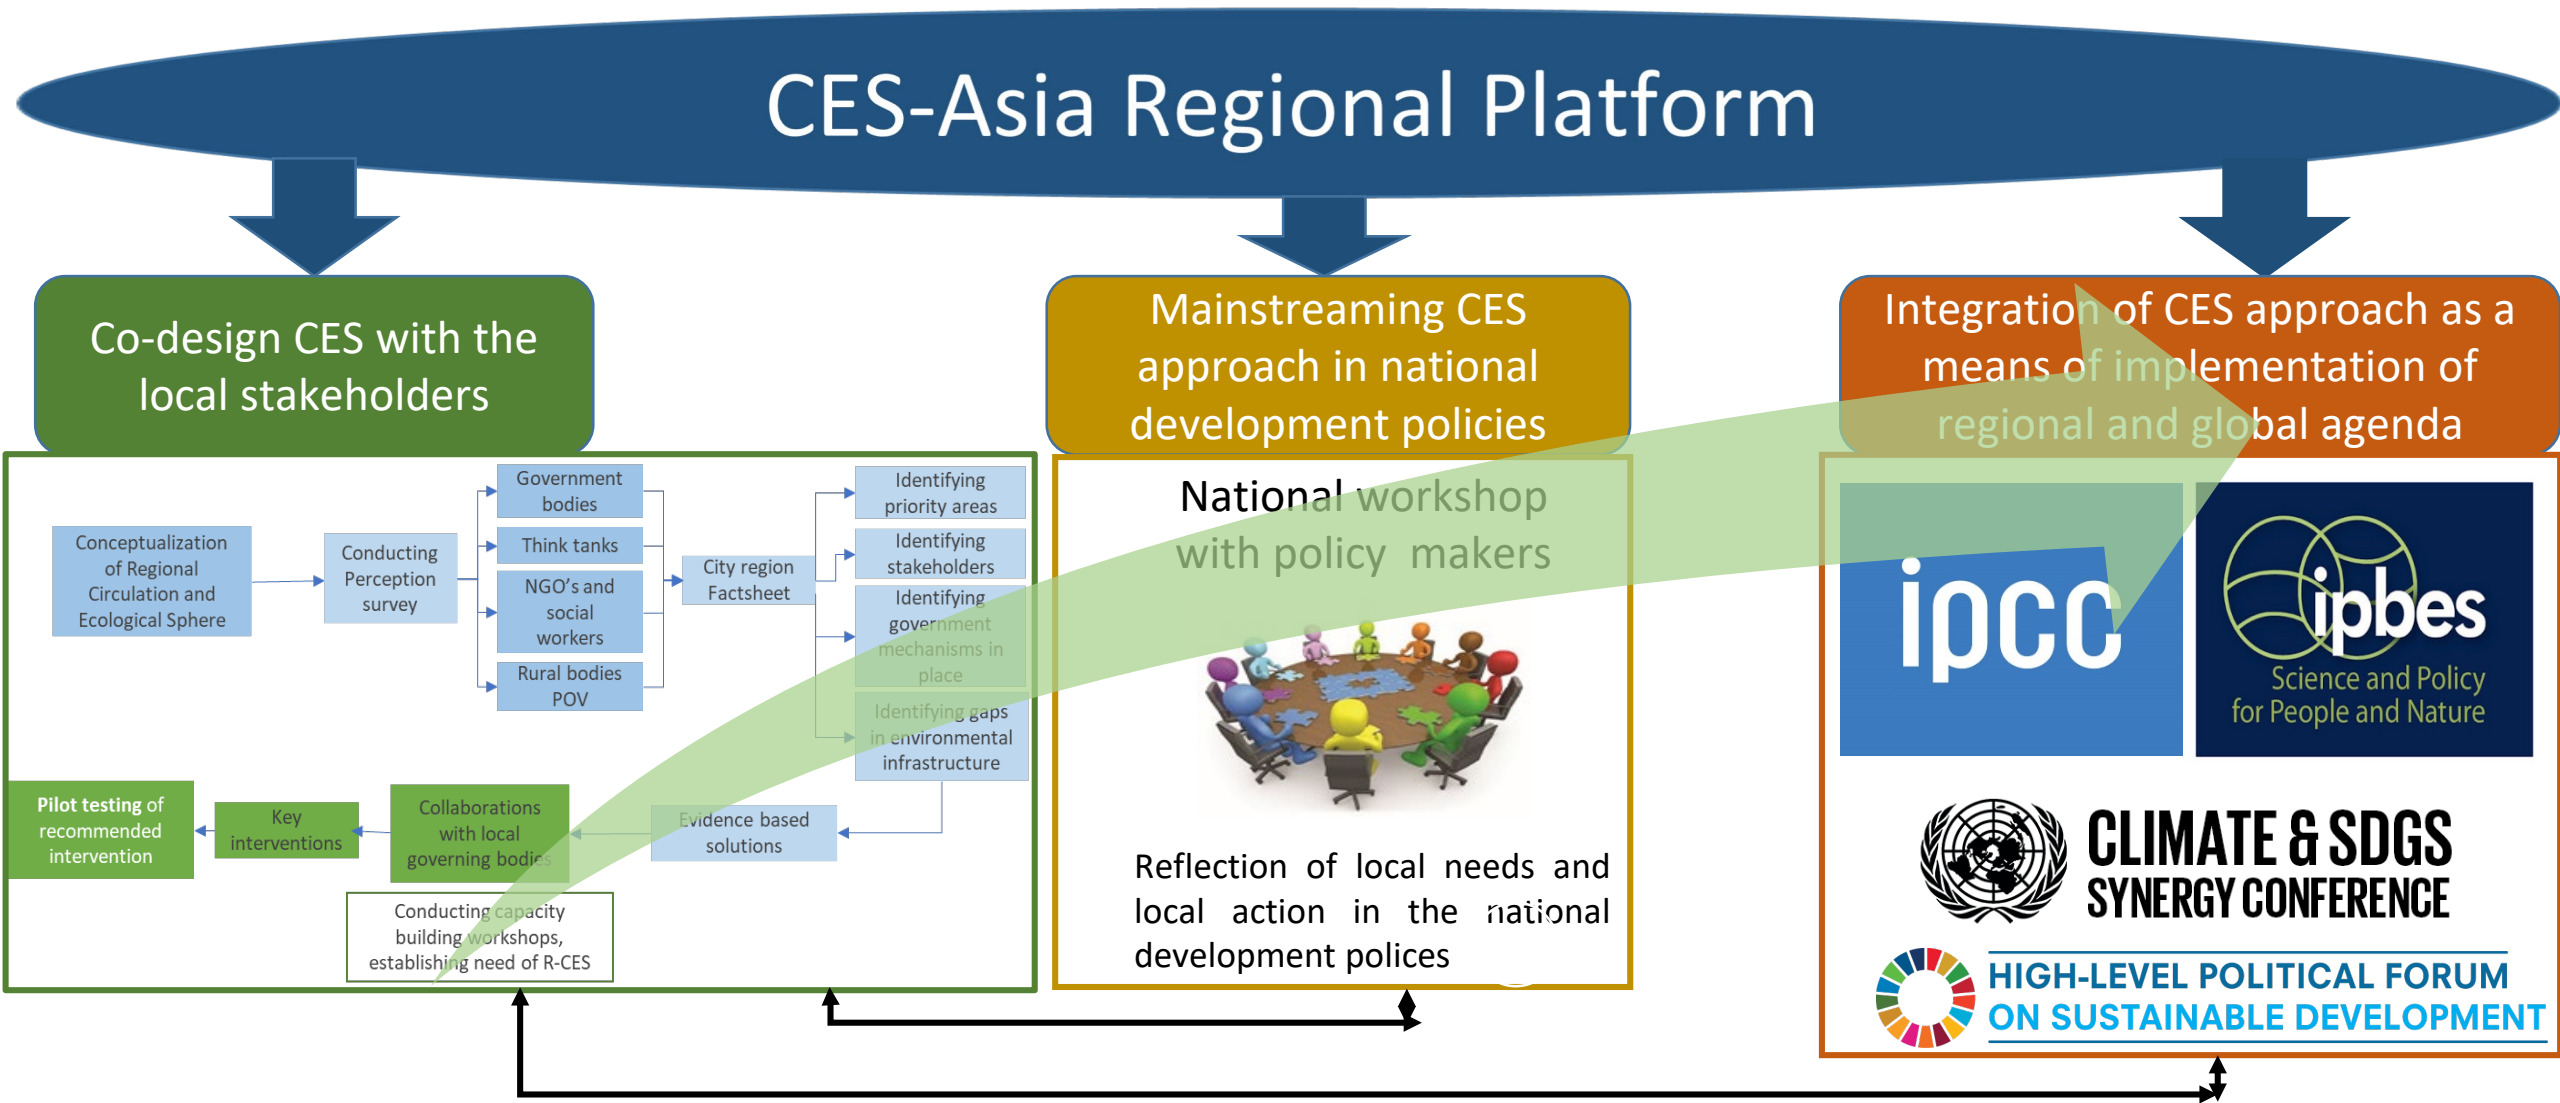 CES-Asia Regional Platform
Co-design CES with the
local stakeholders
Mainstreaming CES
approach in national
development policies
Integration of CES approach as a
means of implementation of
regional and global agenda
Conceptualization
of Regional
Circulation and
Ecological Sphere
Conducting
Perception
survey
Government
bodies
Think tanks
NGO's and
social
workers
Rural bodies
POV
City region
Factsheet
Identifying
priority areas
Identifying
stakeholders
Identifying
government
mechanisms in
place
Identifying gaps
in environmental
infrastructure
Evidence based
solutions
Collaborations
with local
governing bodies
Key
interventions
Pilot testing of
recommended
intervention
Conducting capacity
building workshops,
establishing need of R-CES
National workshop
with policy makers
Reflection of local needs and
local action in the national
development polices
ipcc
ipbes
Science and Policy
for People and Nature
CLIMATE & SDGS
SYNERGY CONFERENCE
HIGH-LEVEL POLITICAL FORUM
ON SUSTAINABLE DEVELOPMENT